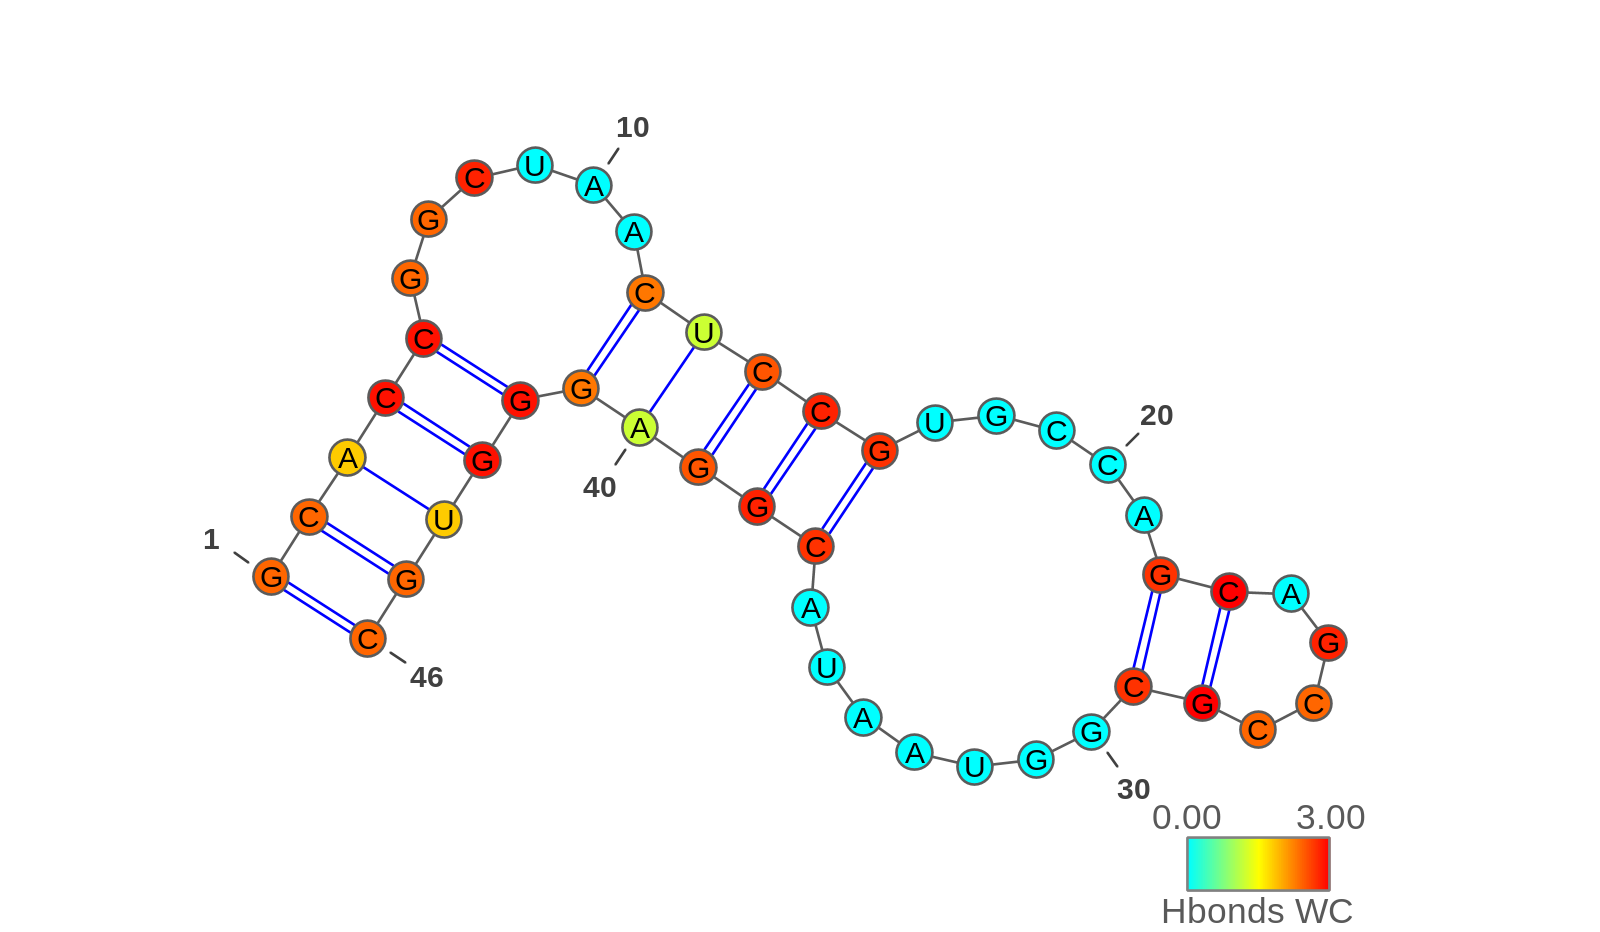 10
C U A
G A
G C
C U
C
C G C
G
G U G C
20
A G C
A C
40
G
U G A
C G
1
C
G G C
G C A
A G
C
46
U C G C
A G C
A U G
30
0.00 3.00
Hbonds WC